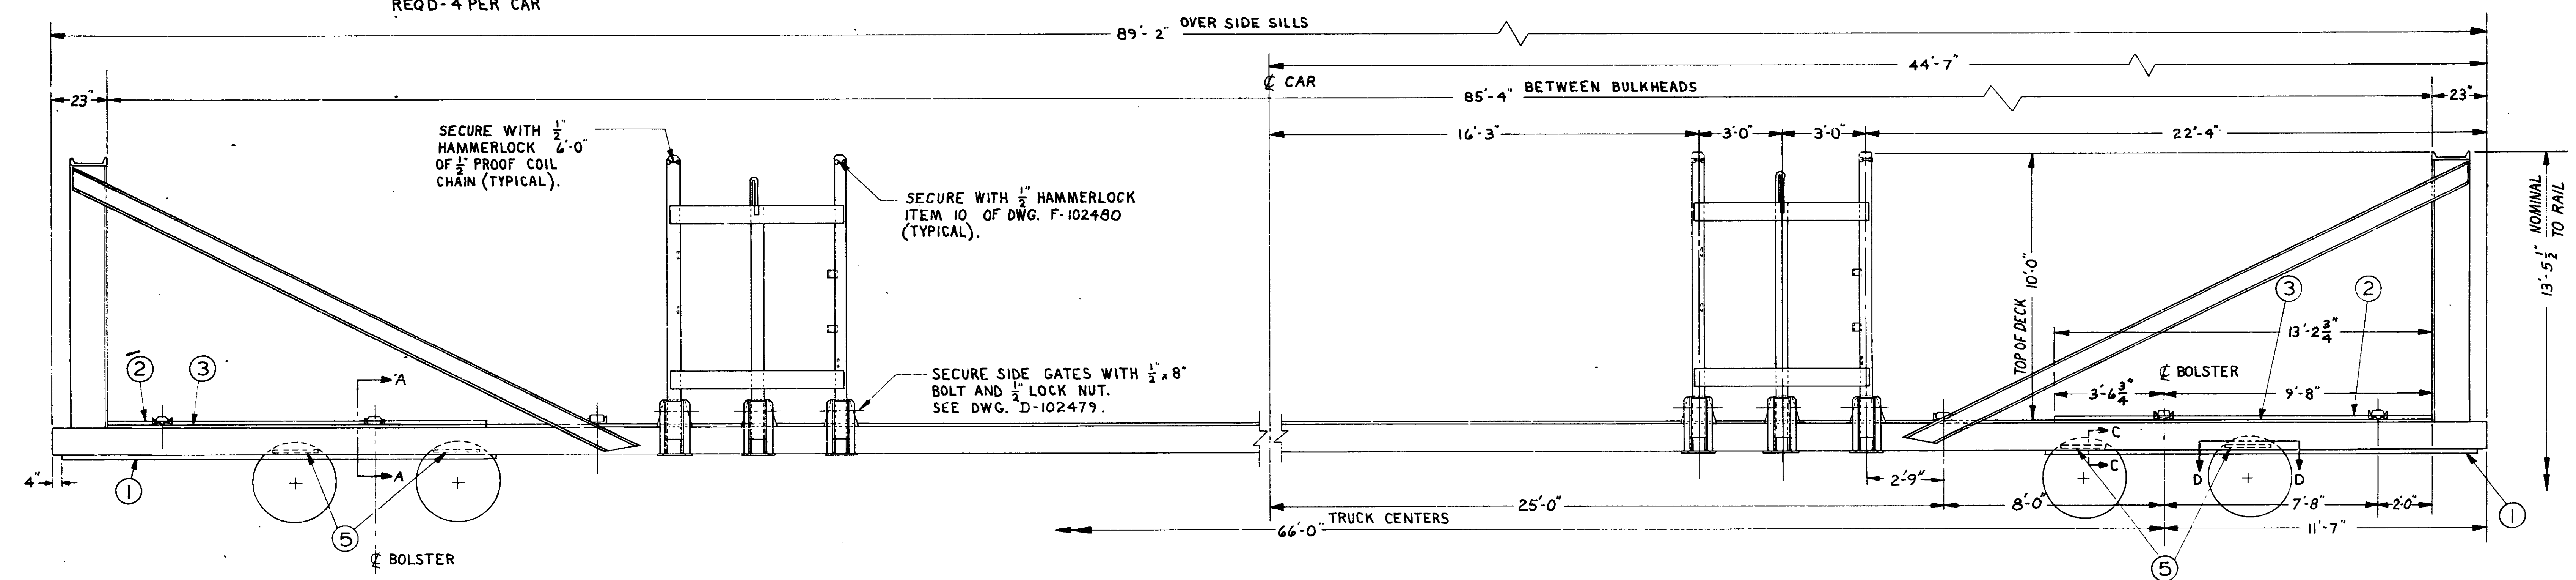 REQD-4 PER CAR
89'-2" OVER SIDE SILLS
44'-7"
℄ CAR
23"
85'-4" BETWEEN BULKHEADS
23"
16'-3"
3'-0"
3'-0"
22'-4"
SECURE WITH 1/2"
HAMMERLOCK 6'-0"
OF 1/2" PROOF COIL
CHAIN (TYPICAL).
SECURE WITH 1/2" HAMMERLOCK
ITEM 10 OF DWG. F-102480
(TYPICAL).
13'-5 1/2" NOMINAL
TO RAIL
TOP OF DECK 10'-0"
3
2
13'-2 3/4"
2
3
A
℄ BOLSTER
SECURE SIDE GATES WITH 1/2" x 8"
BOLT AND 1/2" LOCK NUT.
SEE DWG. D-102479.
3'-6 3/4"
9'-8"
C
C
A
D
D
4"
1
2'-9"
25'-0"
8'-0"
7'-8"
2'-0"
1
66'-0" TRUCK CENTERS
11'-7"
5
℄ BOLSTER
5